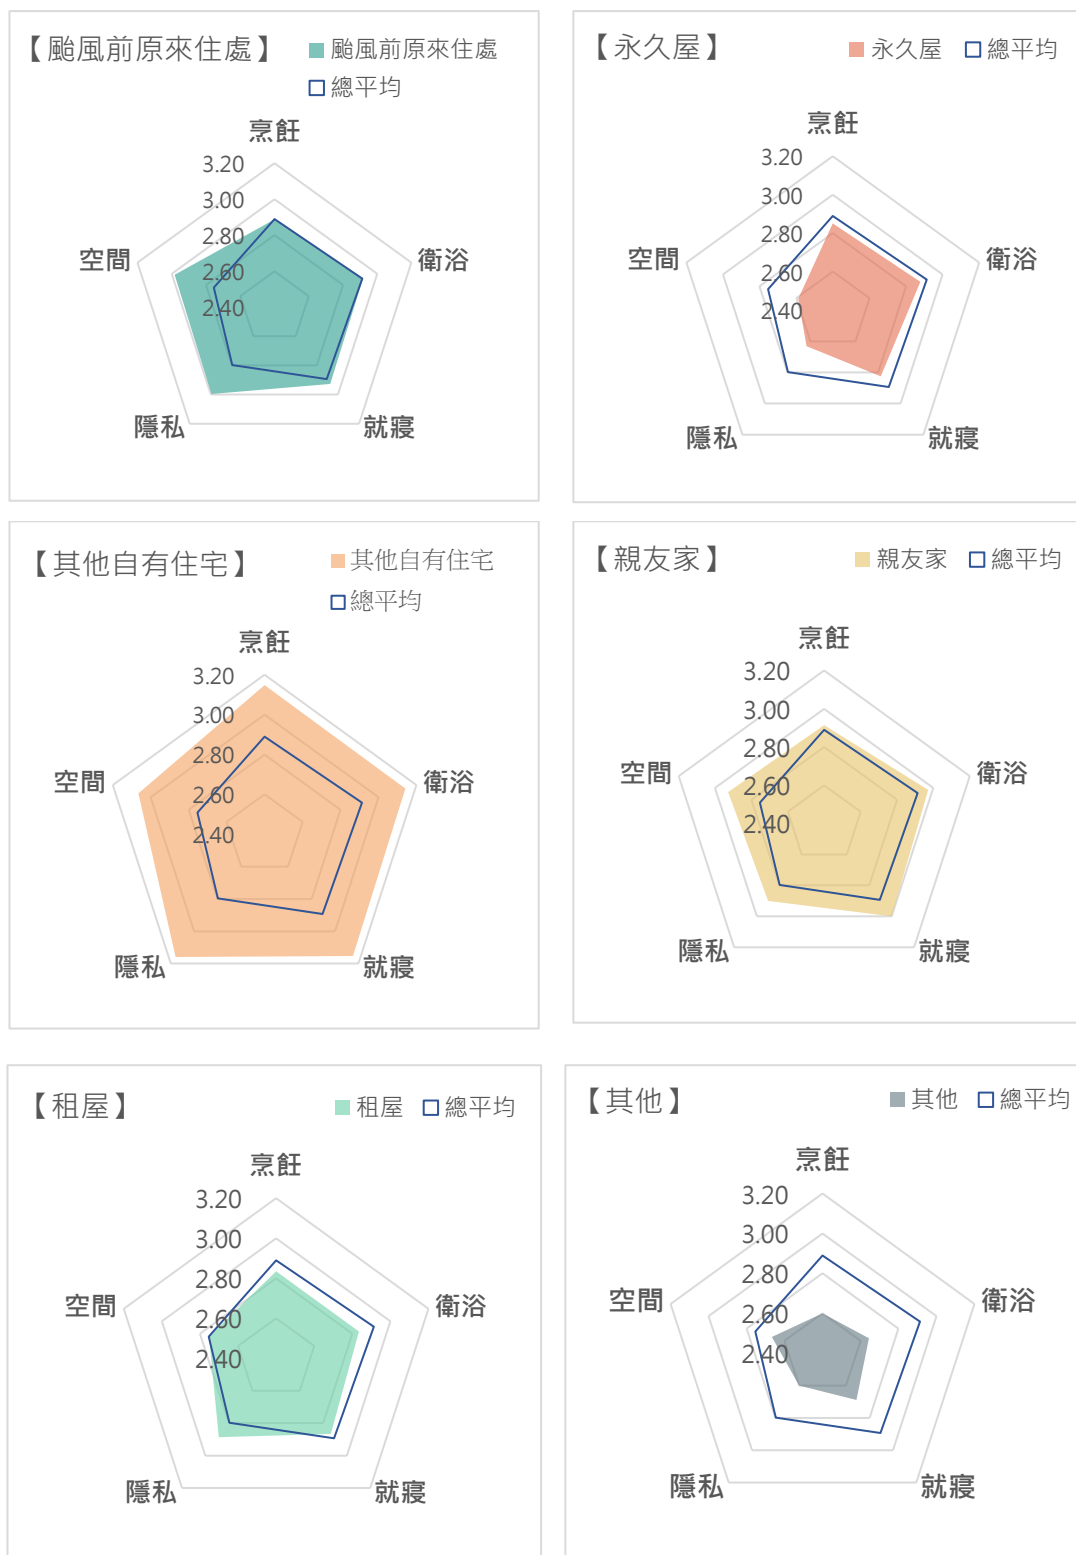 【颱風前原來住處】
颱風前原來住處
總平均
烹飪
3.20
3.00
2.80
2.60
2.40
空間
衛浴
隱私
就寢
【永久屋】
永久屋 總平均
烹飪
3.20
3.00
2.80
2.60
2.40
空間
衛浴
隱私
就寢
【其他自有住宅】
其他自有住宅
總平均
烹飪
3.20
3.00
2.80
2.60
2.40
空間
衛浴
隱私
就寢
【親友家】
親友家 總平均
烹飪
3.20
3.00
2.80
2.60
2.40
空間
衛浴
隱私
就寢
【租屋】
租屋 總平均
烹飪
3.20
3.00
2.80
2.60
2.40
空間
衛浴
隱私
就寢
【其他】
其他 總平均
烹飪
3.20
3.00
2.80
2.60
2.40
空間
衛浴
隱私
就寢